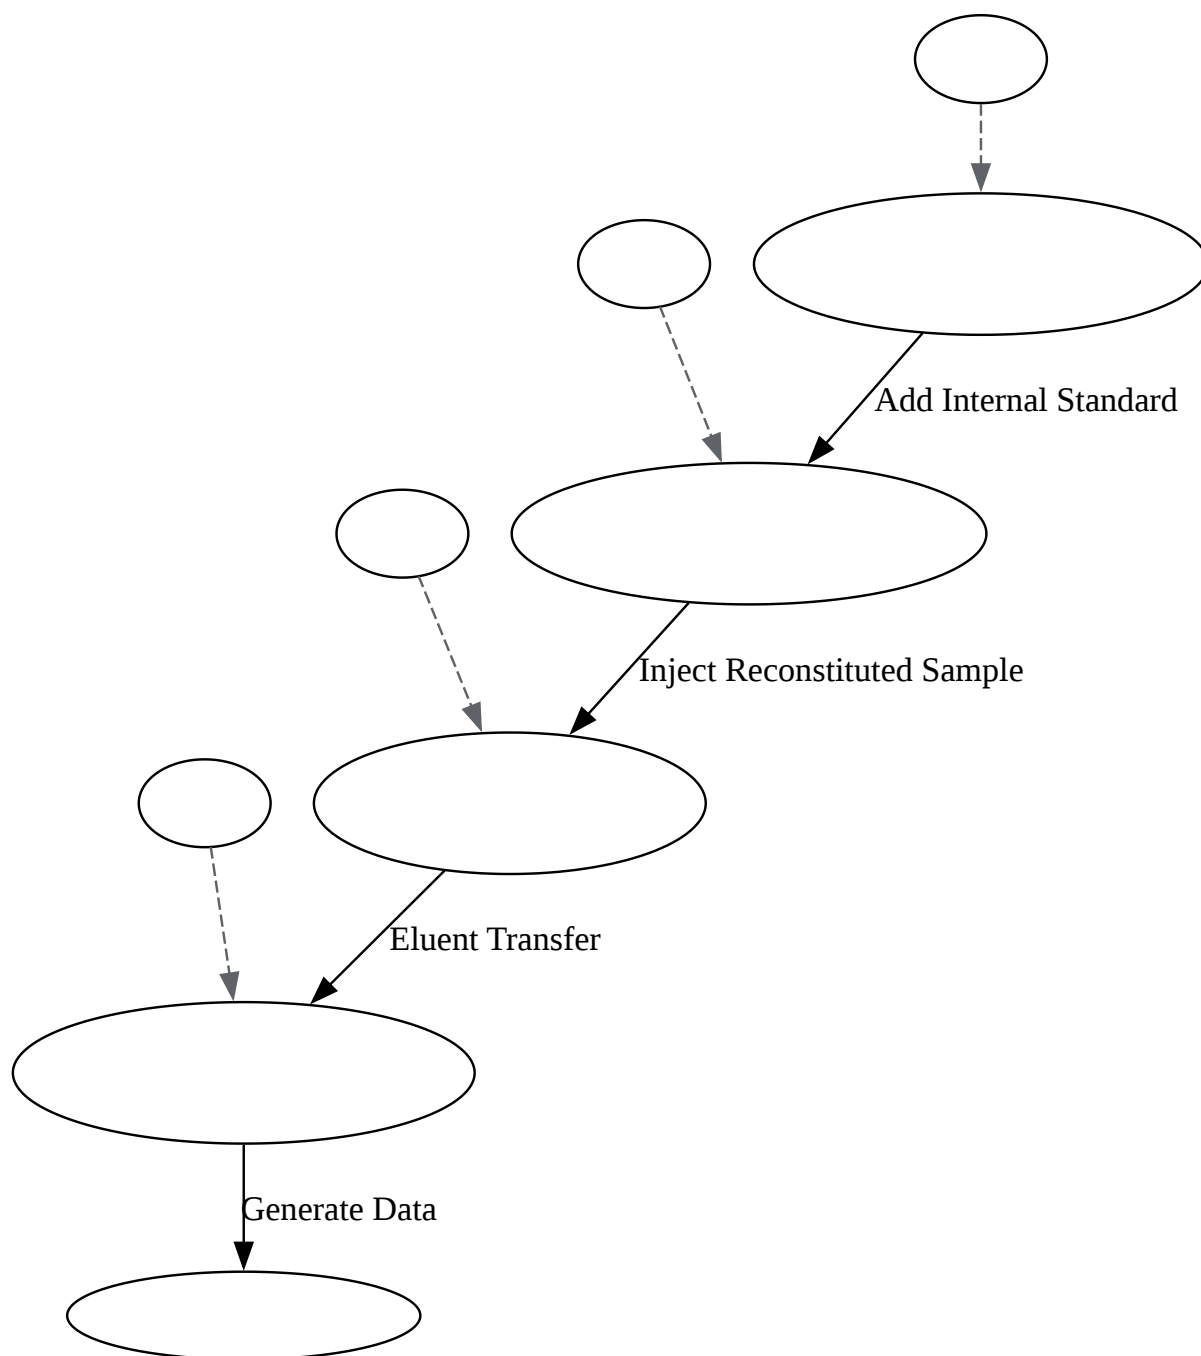 Add Internal Standard
Inject Reconstituted Sample
Eluent Transfer
Generate Data